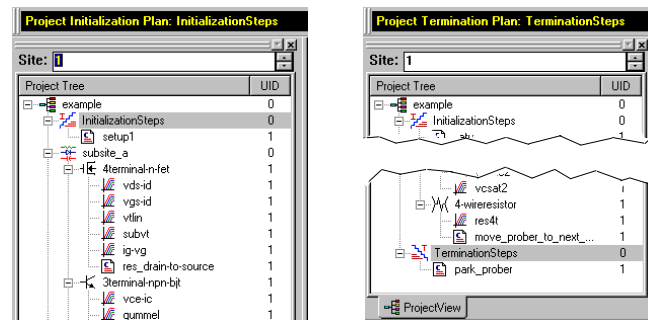 Project Initialization Plan: InitializationSteps
Site: 1
Project Tree UID
example 0
InitializationSteps 0
setup1 1
subsite_a 0
4terminal-n-fet 1
vds-id 1
vgs-id 1
vtlin 1
subvt 1
ig-vg 1
res_drain-to-source 1
3terminal-npn-bjt 1
vce-ic 1
gummel 1
Project Termination Plan: TerminationSteps
Site: 1
Project Tree UID
example 0
InitializationSteps 0
1
vcsat2 1
4-wireresistor 1
res4t 1
move_prober_to_next_... 1
TerminationSteps 0
park_prober 1
ProjectView